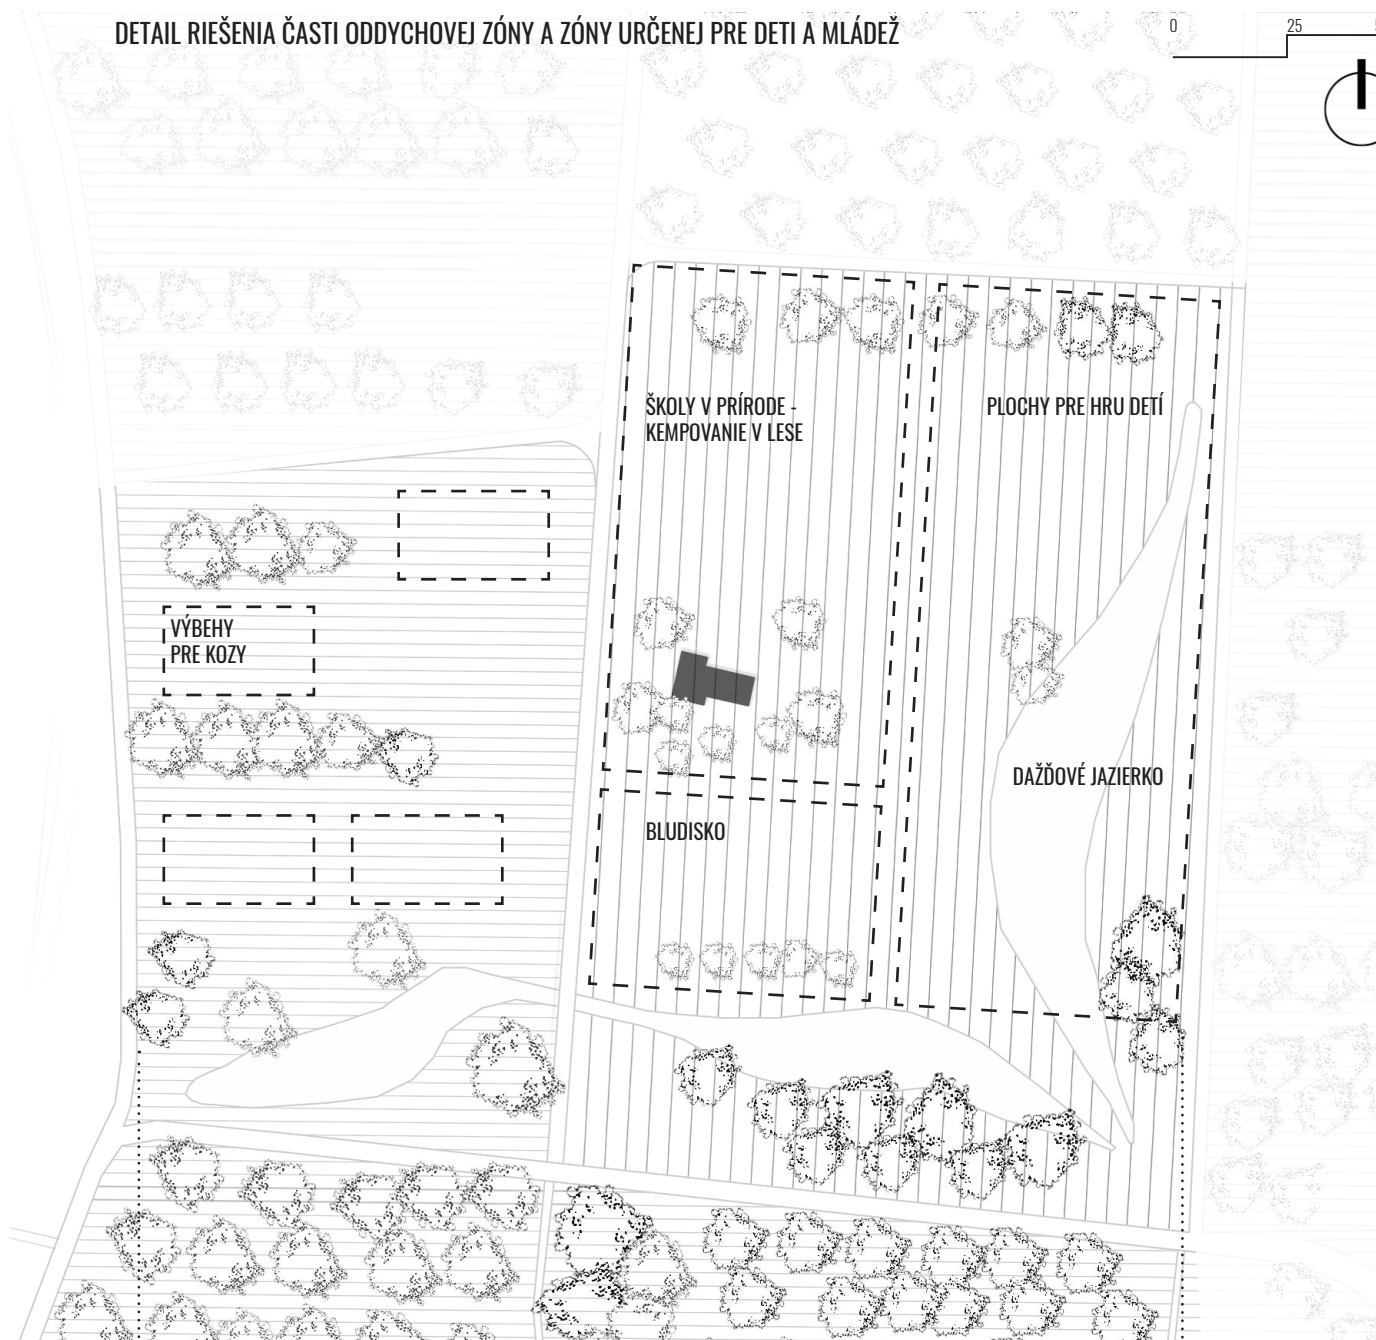 DETAIL RIEŠENIA ČASTI ODDYCHOVEJ ZÓNY A ZÓNY URČENEJ PRE DETI A MLÁDEŽ
0 25
ŠKOLY V PRÍRODE -
KEMPOVANIE V LESE
PLOCHY PRE HRU DETÍ
VÝBEHY
PRE KOZY
DAŽĎOVÉ JAZIERKO
BLUDISKO